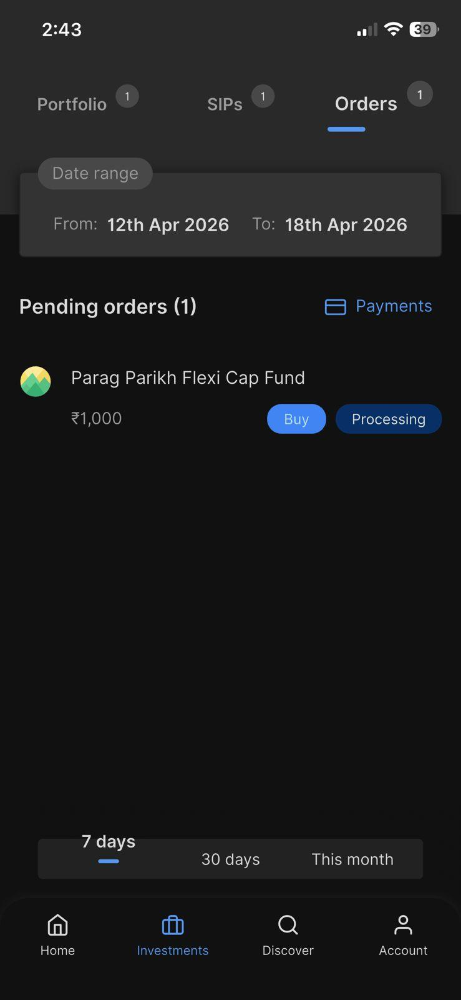 2:43
39
Portfolio 1 SIPs 1 Orders 1
Date range
From: 12th Apr 2026 To: 18th Apr 2026
Pending orders (1) Payments
Parag Parikh Flexi Cap Fund
₹1,000 Buy Processing
7 days 30 days This month
Home Investments Discover Account